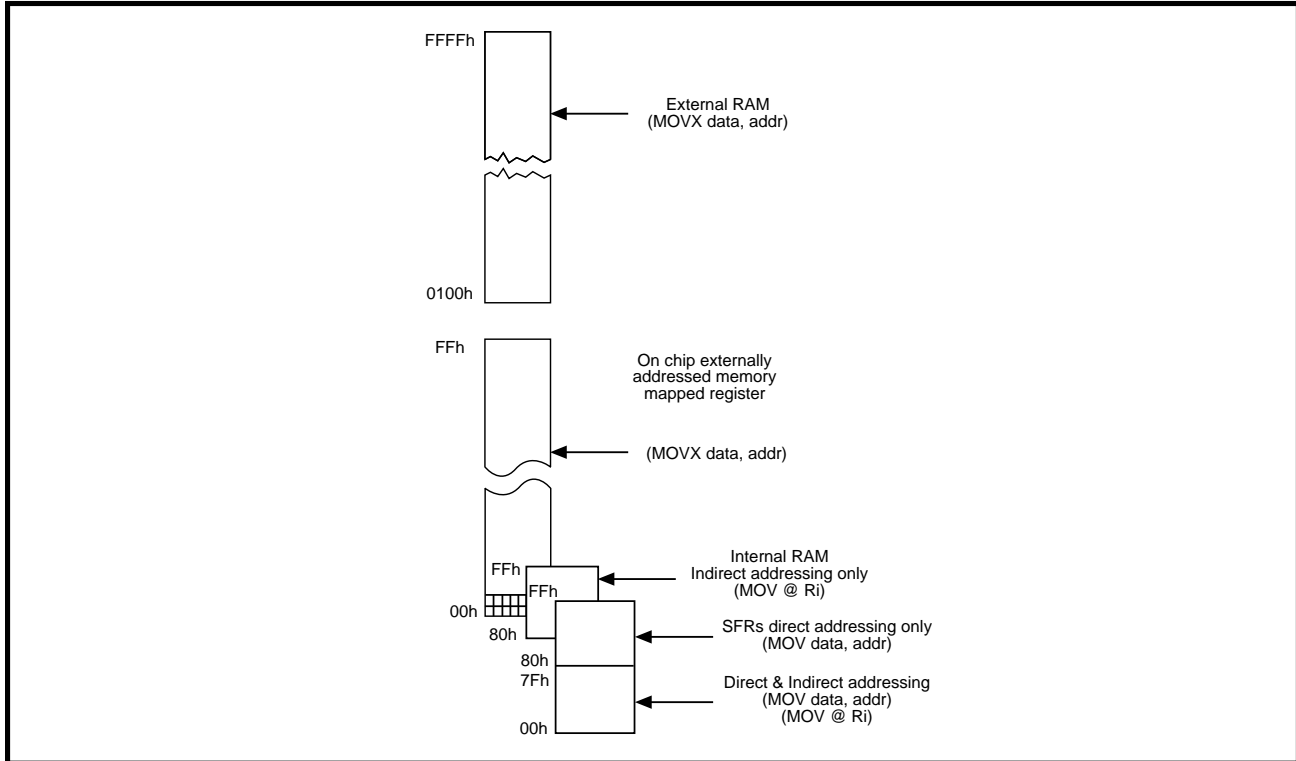 FFFFh
External RAM
(MOVX data, addr)
0100h
FFh
On chip externally
addressed memory
mapped register
(MOVX data, addr)
Internal RAM
Indirect addressing only
(MOV @ Ri)
FFh
FFh
00h
80h
SFRs direct addressing only
(MOV data, addr)
80h
7Fh
Direct & Indirect addressing
(MOV data, addr)
(MOV @ Ri)
00h